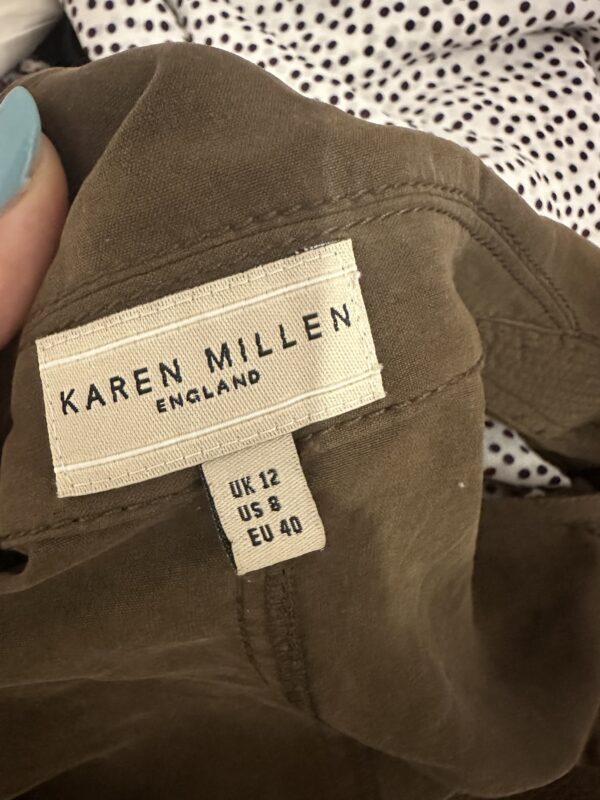 KAREN MILLEN
ENGLAND
UK 12
US 8
EU 40